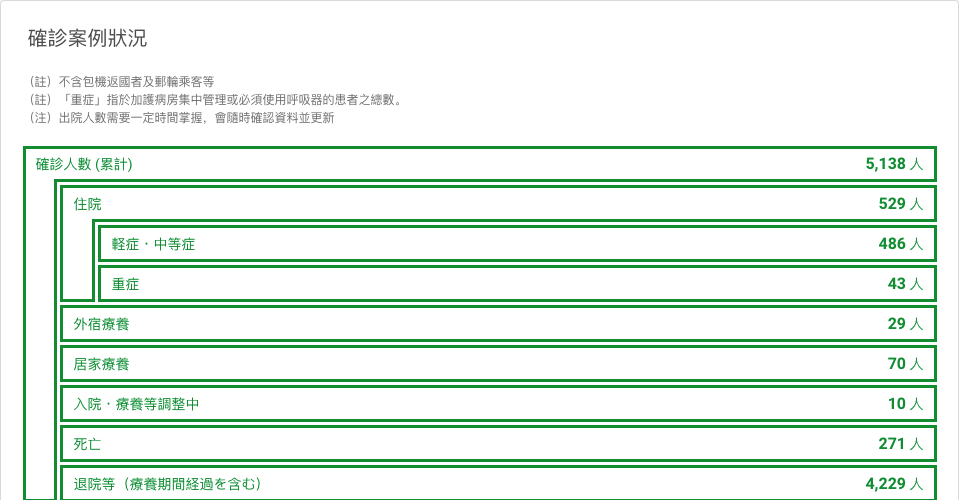 確診案例狀況
（註）不含包機返國者及郵輪乘客等
（註）「重症」指於加護病房集中管理或必須使用呼吸器的患者之總數。
（注）出院人數需要一定時間掌握，會隨時確認資料並更新
確診人數 (累計) 5,138 人
住院 529 人
軽症・中等症 486 人
重症 43 人
外宿療養 29 人
居家療養 70 人
入院・療養等調整中 10 人
死亡 271 人
退院等（療養期間経過を含む） 4,229 人